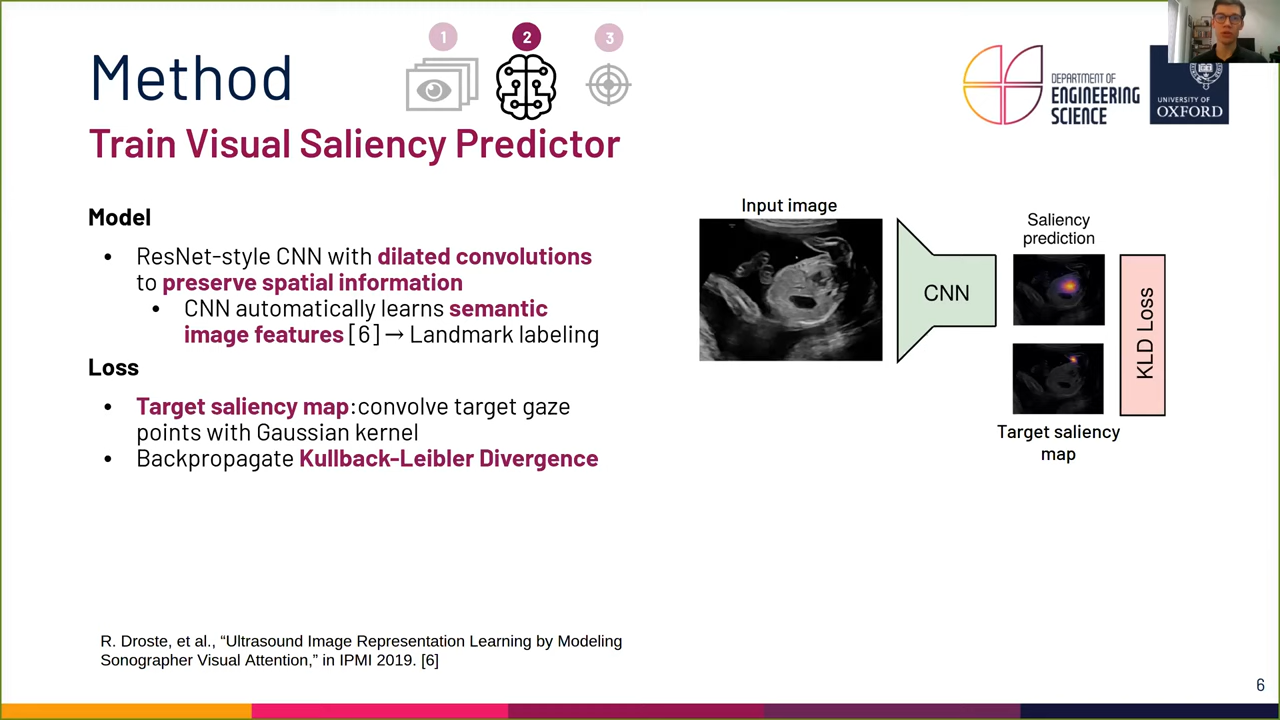 1
2
3
Method
Train Visual Saliency Predictor
DEPARTMENT OF
ENGINEERING
SCIENCE
UNIVERSITY OF
OXFORD
Model
• ResNet-style CNN with dilated convolutions
to preserve spatial information
• CNN automatically learns semantic
image features [6] → Landmark labeling
Loss
• Target saliency map:convolve target gaze
points with Gaussian kernel
• Backpropagate Kullback-Leibler Divergence
Input image
CNN
Saliency
prediction
KLD Loss
Target saliency
map
R. Droste, et al., “Ultrasound Image Representation Learning by Modeling
Sonographer Visual Attention,” in IPMI 2019. [6]
6